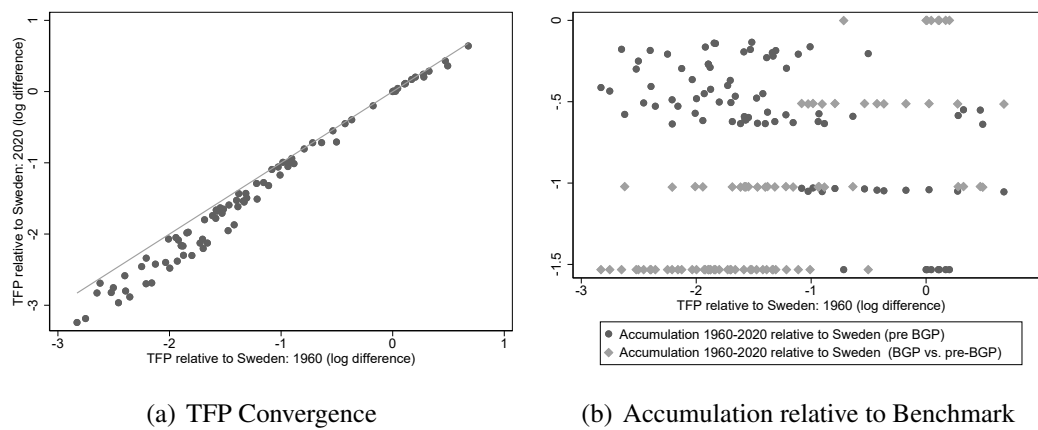 TFP relative to Sweden: 2020 (log difference)
1
0
-1
-2
-3
-3
-2
-1
0
1
TFP relative to Sweden: 1960 (log difference)
(a) TFP Convergence
0
-.5
-1
-1.5
-3
-2
-1
0
TFP relative to Sweden: 1960 (log difference)
Accumulation 1960-2020 relative to Sweden (pre BGP)
Accumulation 1960-2020 relative to Sweden (BGP vs. pre-BGP)
(b) Accumulation relative to Benchmark